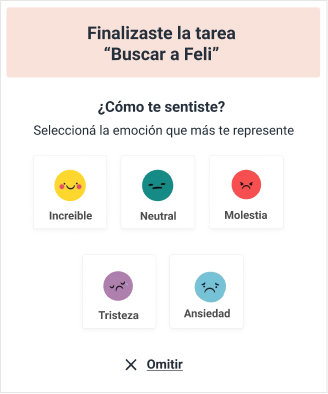 Finalizaste la tarea
“Buscar a Feli”
¿Cómo te sentiste?
Seleccioná la emoción que más te represente
Increible
Neutral
Molestia
Tristeza
Ansiedad
Omitir